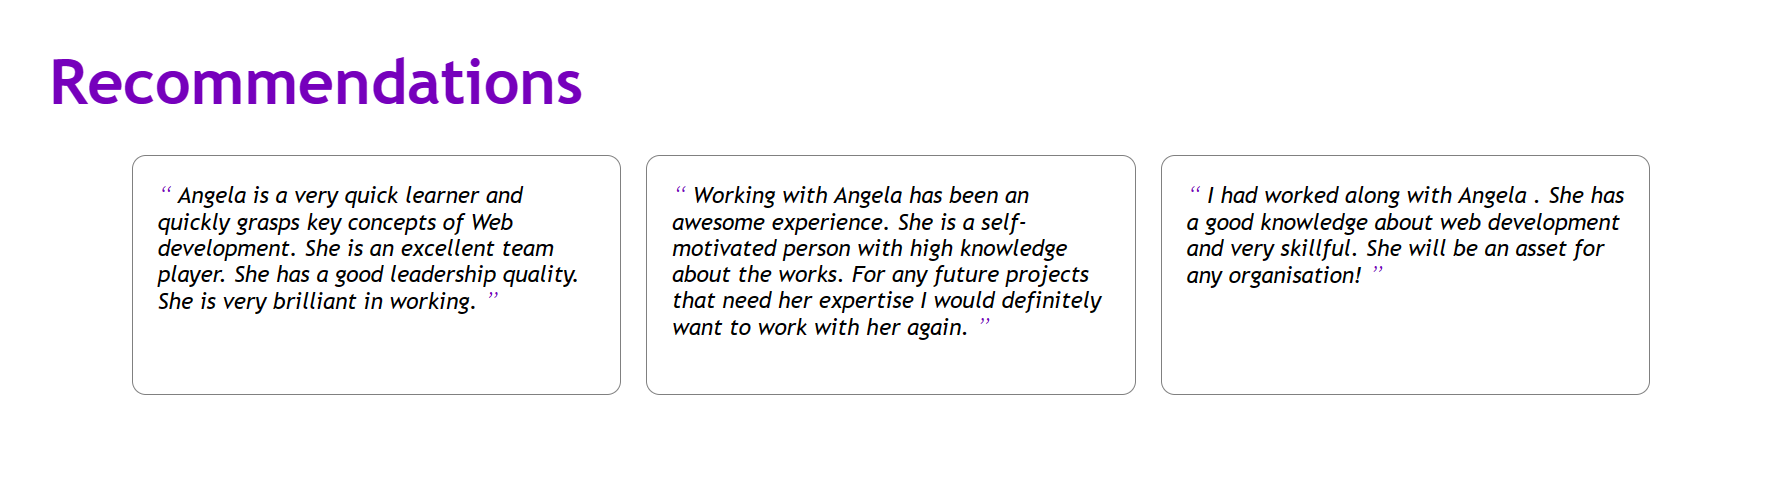 Recommendations
“ Angela is a very quick learner and
quickly grasps key concepts of Web
development. She is an excellent team
player. She has a good leadership quality.
She is very brilliant in working. ”
“ Working with Angela has been an
awesome experience. She is a self-
motivated person with high knowledge
about the works. For any future projects
that need her expertise I would definitely
want to work with her again. ”
“ I had worked along with Angela . She has
a good knowledge about web development
and very skillful. She will be an asset for
any organisation! ”